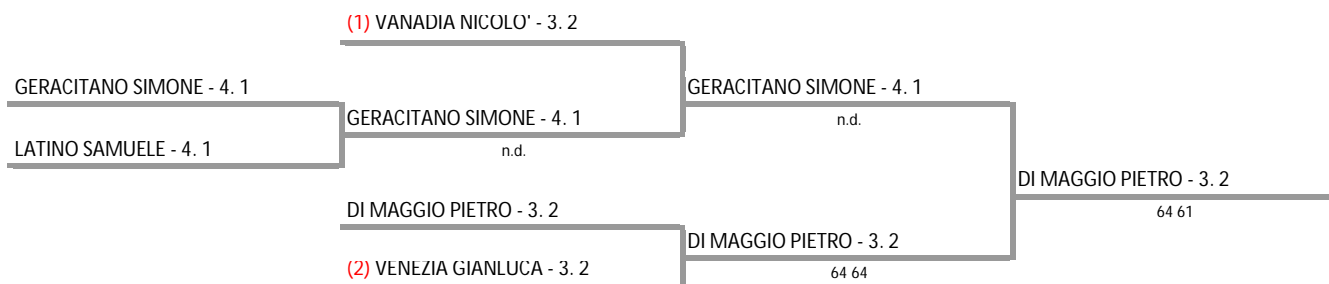 (1) VANADIA NICOLO' - 3. 2
GERACITANO SIMONE - 4. 1
LATINO SAMUELE - 4. 1
GERACITANO SIMONE - 4. 1
n.d.
DI MAGGIO PIETRO - 3. 2
(2) VENEZIA GIANLUCA - 3. 2
GERACITANO SIMONE - 4. 1
n.d.
DI MAGGIO PIETRO - 3. 2
64 64
DI MAGGIO PIETRO - 3. 2
64 61